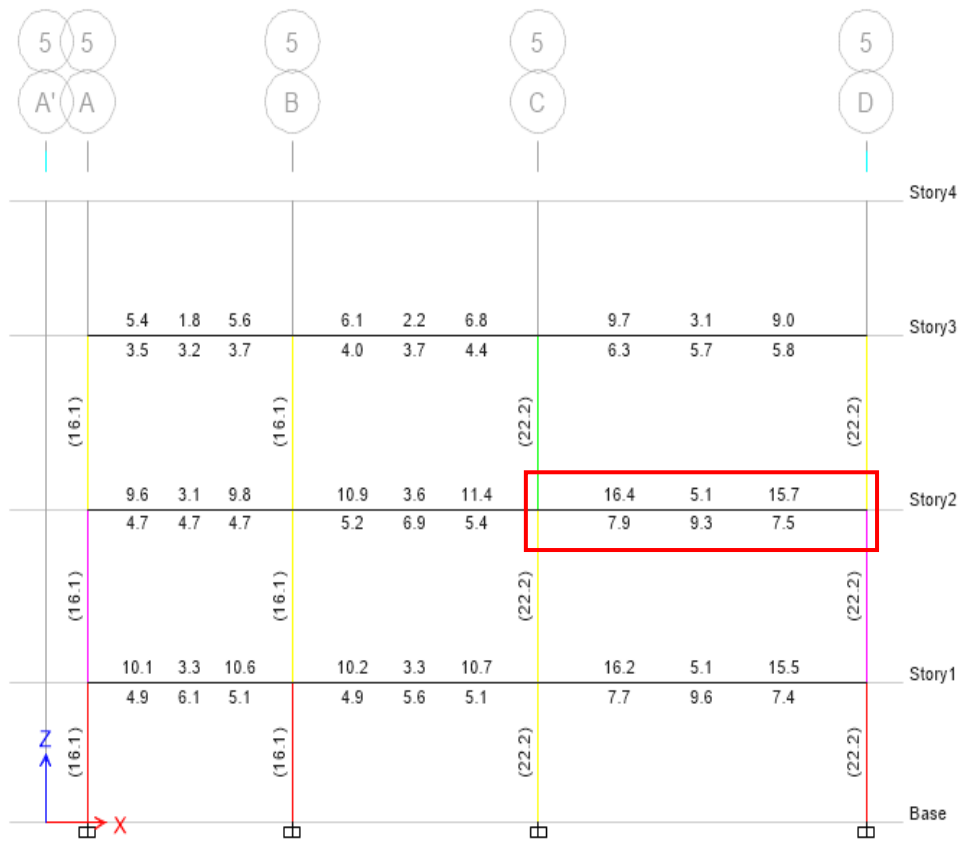 5 5 5 5 5
A' A B C D
Story4
5.4 1.8 5.6 6.1 2.2 6.8 9.7 3.1 9.0
Story3
3.5 3.2 3.7 4.0 3.7 4.4 6.3 5.7 5.8
(16.1) (16.1) (22.2) (22.2)
9.6 3.1 9.8 10.9 3.6 11.4 16.4 5.1 15.7
Story2
4.7 4.7 4.7 5.2 6.9 5.4 7.9 9.3 7.5
(16.1) (16.1) (22.2) (22.2)
10.1 3.3 10.6 10.2 3.3 10.7 16.2 5.1 15.5
Story1
4.9 6.1 5.1 4.9 5.6 5.1 7.7 9.6 7.4
(16.1) (16.1) (22.2) (22.2)
Z
Base
X